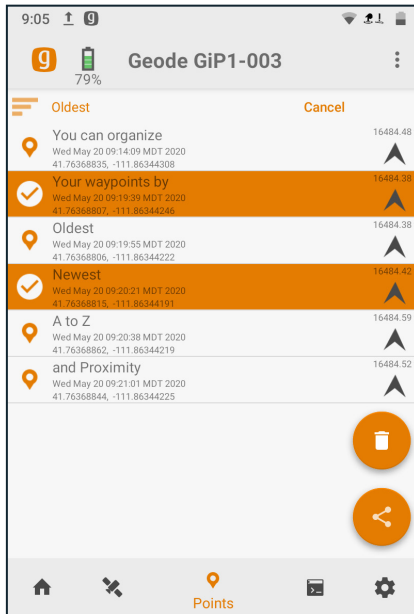 9:05
g
79%
Geode GiP1-003
Oldest
Cancel
You can organize
16484.48
Wed May 20 09:14:09 MDT 2020
41.76368835, -111.86344308
Your waypoints by
16484.38
Wed May 20 09:19:39 MDT 2020
41.76368807, -111.86344246
Oldest
16484.38
Wed May 20 09:19:55 MDT 2020
41.76368806, -111.86344222
Newest
16484.42
Wed May 20 09:20:21 MDT 2020
41.76368815, -111.86344191
A to Z
16484.59
Wed May 20 09:20:38 MDT 2020
41.76368862, -111.86344219
and Proximity
16484.52
Wed May 20 09:21:01 MDT 2020
41.76368844, -111.86344225
Points